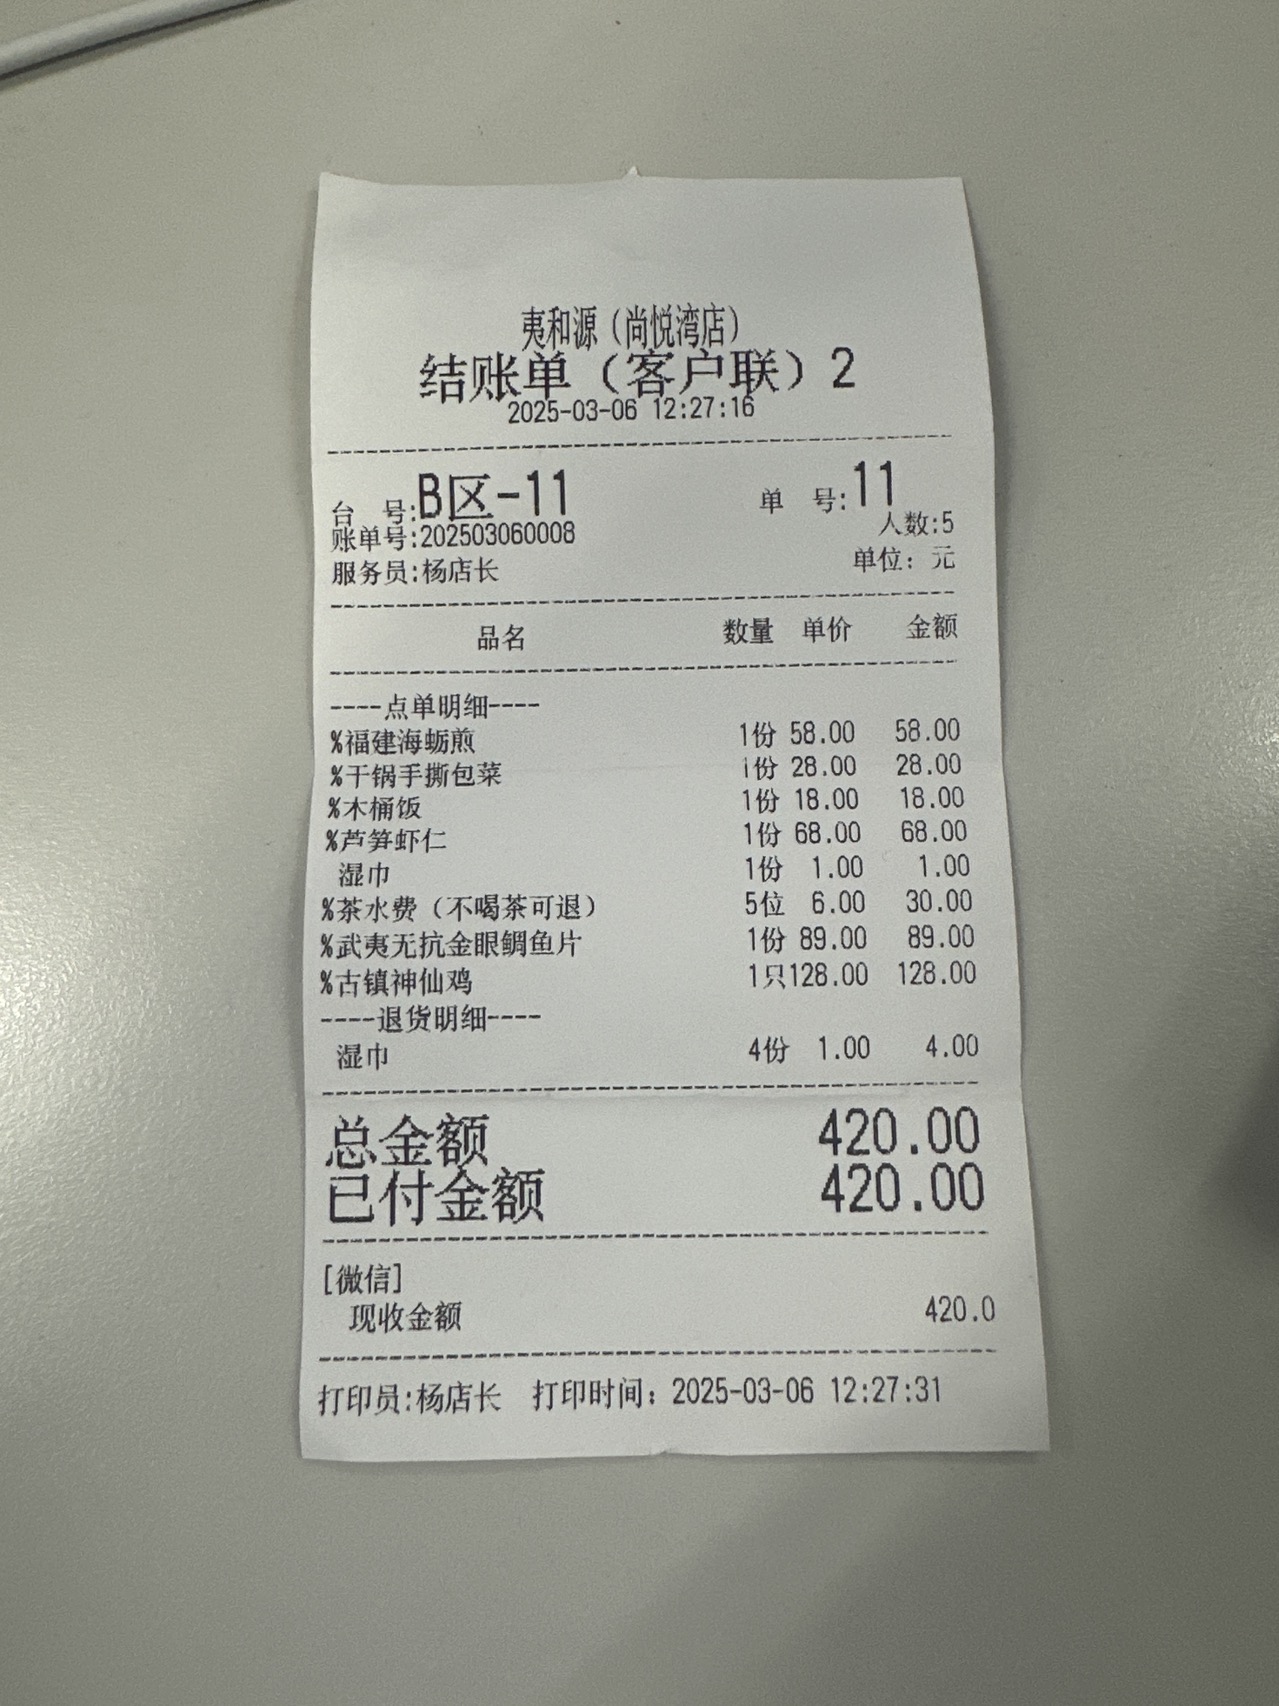 夷和源（尚悦湾店）
结账单（客户联）2
2025-03-06 12:27:16
台 号:B区-11 单 号:11
账单号:202503060008 人数:5
服务员:杨店长 单位：元
品名 数量 单价 金额
----点单明细----
%福建海蛎煎 1份 58.00 58.00
%干锅手撕包菜 1份 28.00 28.00
%木桶饭 1份 18.00 18.00
%芦笋虾仁 1份 68.00 68.00
湿巾 1份 1.00 1.00
%茶水费（不喝茶可退） 5位 6.00 30.00
%武夷无抗金眼鲷鱼片 1份 89.00 89.00
%古镇神仙鸡 1只128.00 128.00
----退货明细----
湿巾 4份 1.00 4.00
总金额 420.00
已付金额 420.00
[微信]
现收金额 420.0
打印员:杨店长 打印时间：2025-03-06 12:27:31